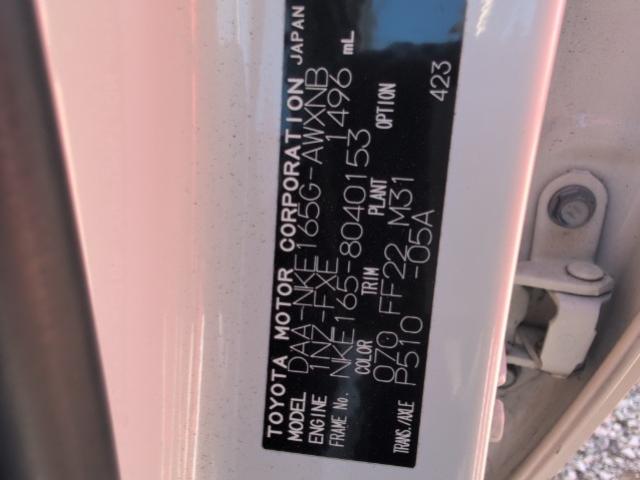 TOYOTA MOTOR CORPORATION JAPAN
MODEL DAA-NKE165G-AWXNB
ENGINE 1NZ-FXE 1496 mL
FRAME No. NKE165-8040153
COLOR TRIM PLANT OPTION
070 FF22 M31
TRANS./AXLE P510 -05A 423